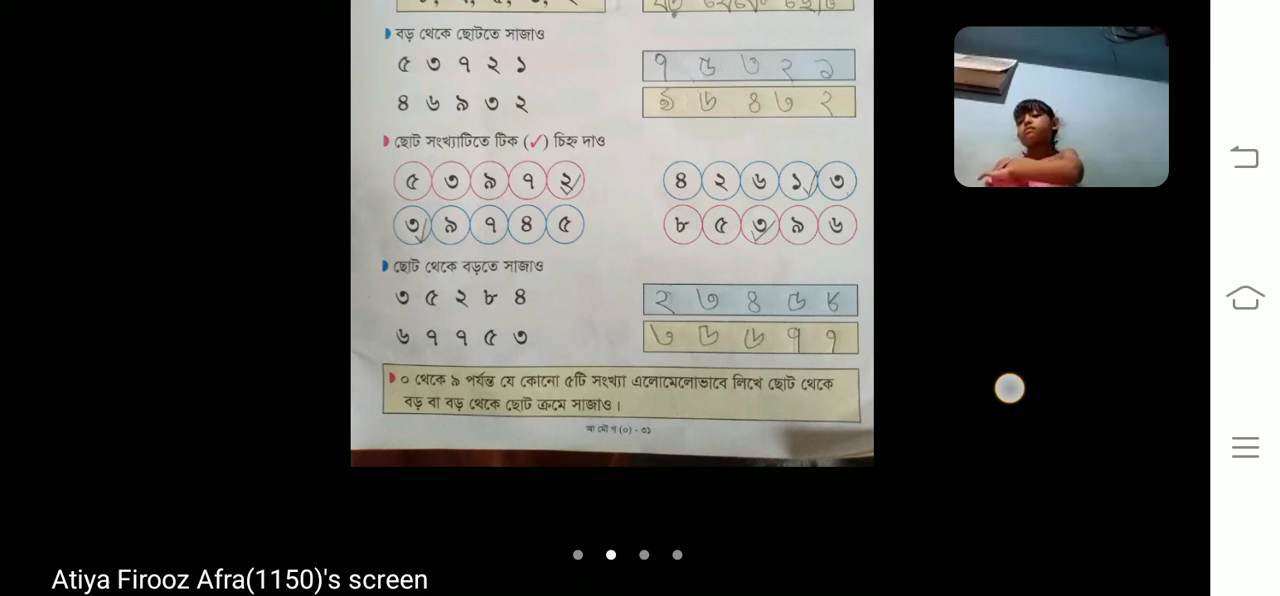 বড় থেকে ছোটতে সাজাও
৫ ৩ ৭ ২ ১
৭ ৫ ৩ ২ ১
৪ ৬ ৯ ৩ ২
৯ ৬ ৪ ৩ ২
ছোট সংখ্যাটিতে টিক (✓) চিহ্ন দাও
৫ ৩ ৯ ৭ ২
৪ ২ ৬ ১ ৩
৩ ৯ ৭ ৪ ৫
৮ ৫ ৩ ৯ ৬
ছোট থেকে বড়তে সাজাও
৩ ৫ ২ ৮ ৪
২ ৩ ৪ ৫ ৮
৬ ৭ ৭ ৫ ৩
৩ ৫ ৬ ৭ ৭
০ থেকে ৯ পর্যন্ত যে কোনো ৫টি সংখ্যা এলোমেলোভাবে লিখে ছোট থেকে
বড় বা বড় থেকে ছোট ক্রমে সাজাও।
আ মৌ গ (০) - ৩১
Atiya Firooz Afra(1150)'s screen